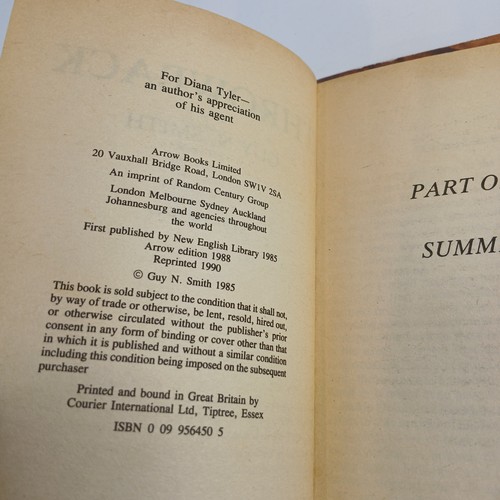 For Diana Tyler—
an author's appreciation
of his agent
Arrow Books Limited
20 Vauxhall Bridge Road, London SW1V 2SA
An imprint of Random Century Group
London Melbourne Sydney Auckland
Johannesburg and agencies throughout
the world
First published by New English Library 1985
Arrow edition 1988
Reprinted 1990
© Guy N. Smith 1985
This book is sold subject to the condition that it shall not,
by way of trade or otherwise, be lent, resold, hired out,
or otherwise circulated without the publisher's prior
consent in any form of binding or cover other than that
in which it is published and without a similar condition
including this condition being imposed on the subsequent
purchaser
Printed and bound in Great Britain by
Courier International Ltd, Tiptree, Essex
ISBN 0 09 956450 5
PART O
SUMM